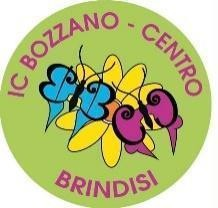 IC BOZZANO - CENTRO
BRINDISI